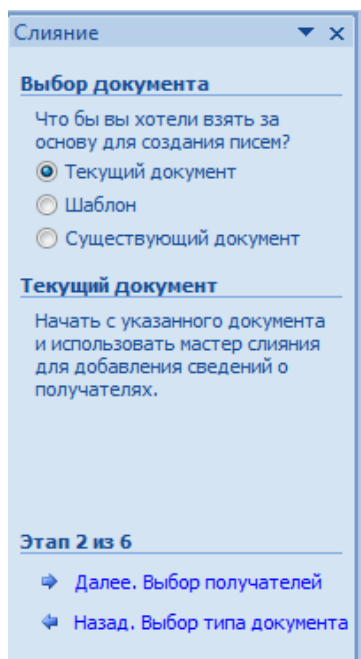 Слияние
Выбор документа
Что бы вы хотели взять за
основу для создания писем?
Текущий документ
Шаблон
Существующий документ
Текущий документ
Начать с указанного документа
и использовать мастер слияния
для добавления сведений о
получателях.
Этап 2 из 6
Далее. Выбор получателей
Назад. Выбор типа документа